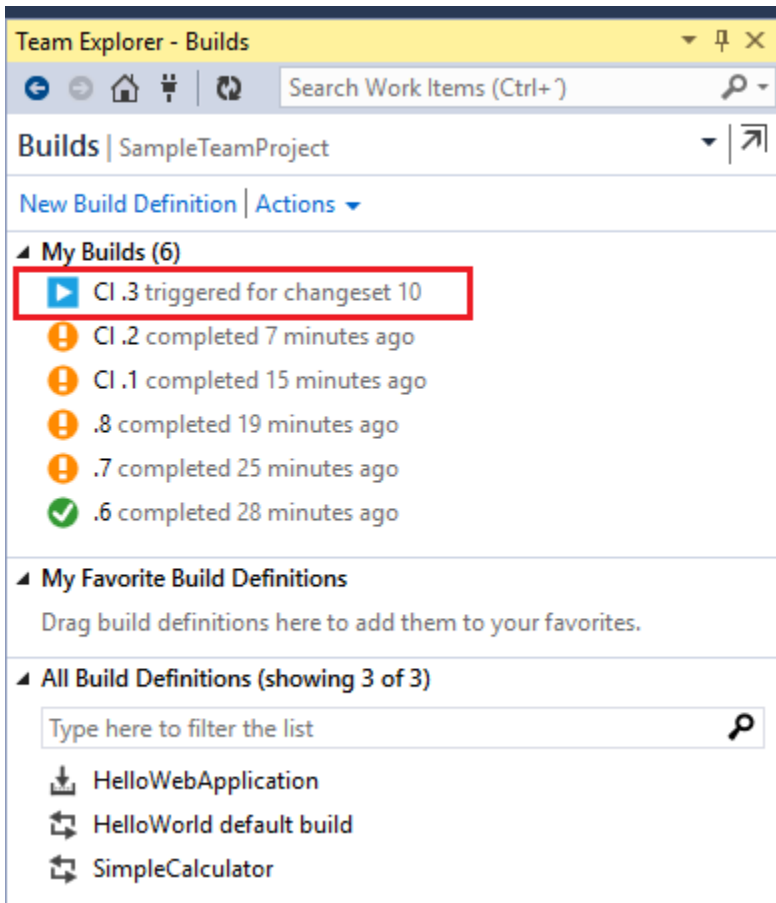 Team Explorer - Builds
Search Work Items (Ctrl+´)
Builds | SampleTeamProject
New Build Definition | Actions
My Builds (6)
CI .3 triggered for changeset 10
CI .2 completed 7 minutes ago
CI .1 completed 15 minutes ago
.8 completed 19 minutes ago
.7 completed 25 minutes ago
.6 completed 28 minutes ago
My Favorite Build Definitions
Drag build definitions here to add them to your favorites.
All Build Definitions (showing 3 of 3)
Type here to filter the list
HelloWebApplication
HelloWorld default build
SimpleCalculator